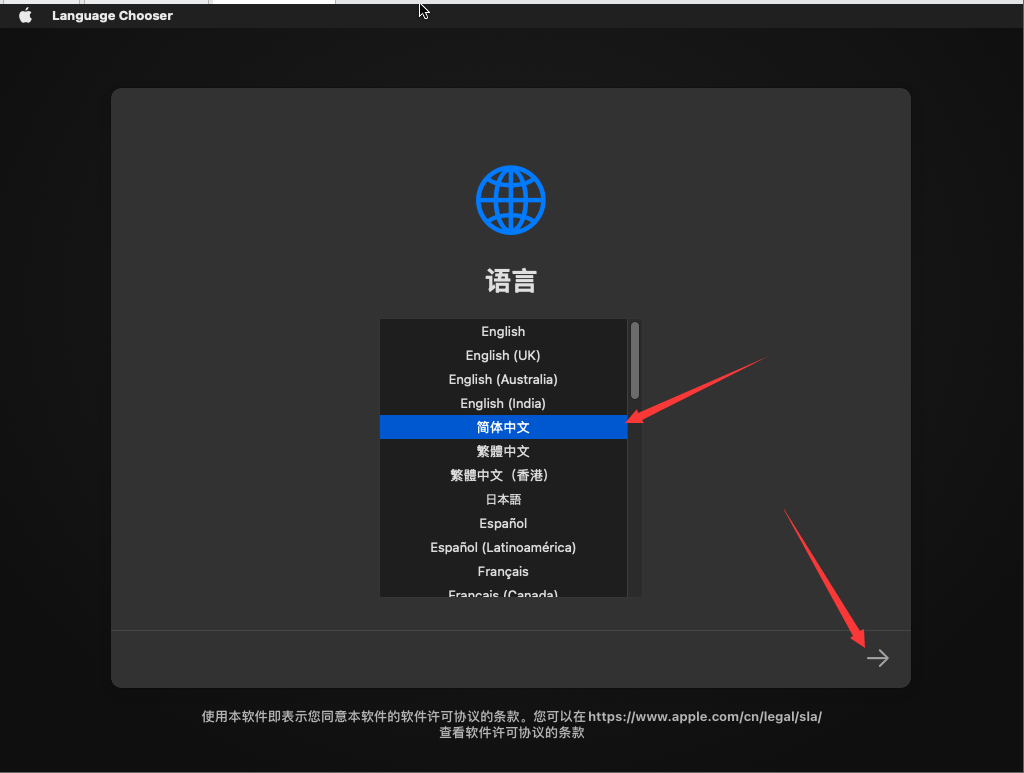 Language Chooser
语言
English
English (UK)
English (Australia)
English (India)
简体中文
繁體中文
繁體中文（香港）
日本語
Español
Español (Latinoamérica)
Français
Français (Canada)
使用本软件即表示您同意本软件的软件许可协议的条款。您可以在 https://www.apple.com/cn/legal/sla/
查看软件许可协议的条款